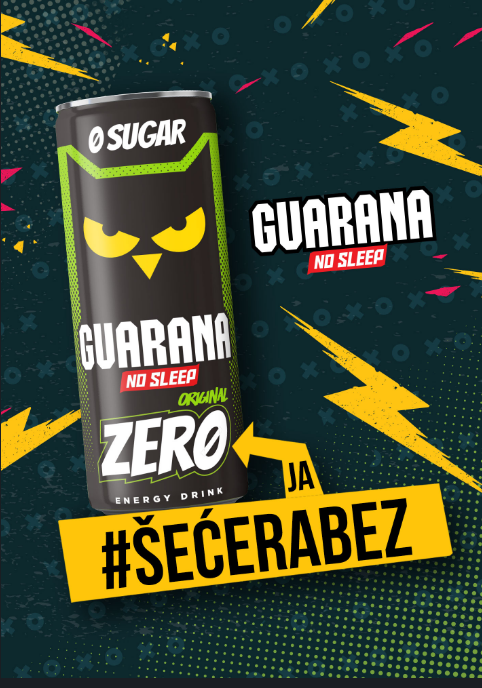 0 SUGAR
GUARANA
NO SLEEP
ORIGINAL
ZERO
ENERGY DRINK
GUARANA
NO SLEEP
JA
#ŠEĆERABEZ